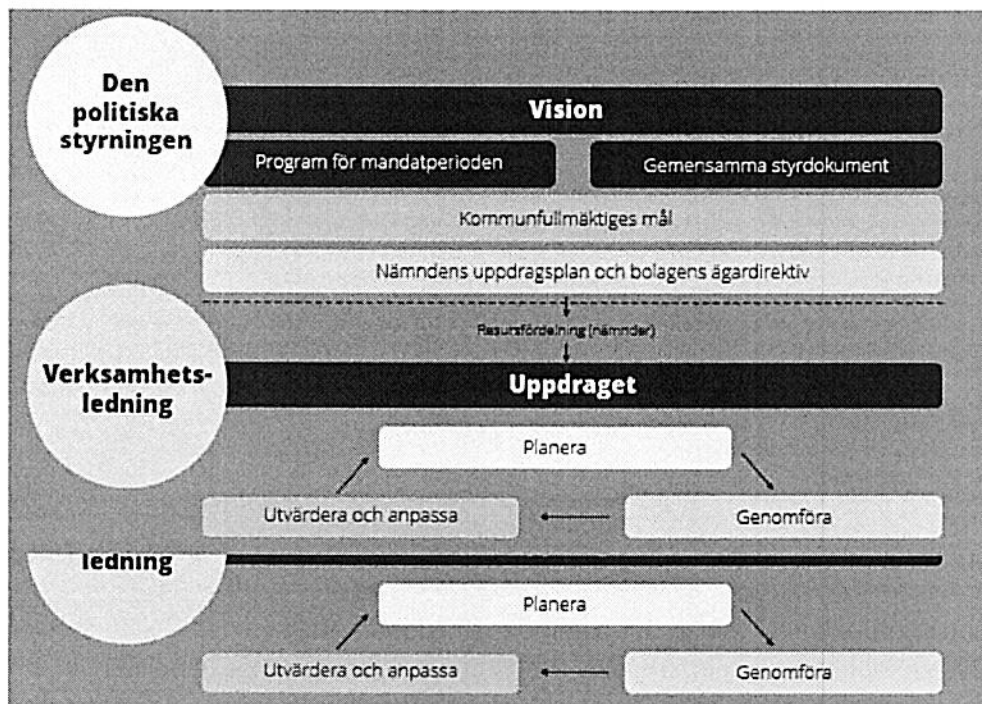 Den
politiska
styrningen
Vision
Program för mandatperioden
Gemensamma styrdokument
Kommunfullmäktiges mål
Nämndens uppdragsplan och bolagens ägardirektiv
Resursfördelning (nämnder)
Verksamhets-
ledning
Uppdraget
Planera
Utvärdera och anpassa
Genomföra
ledning
Planera
Utvärdera och anpassa
Genomföra